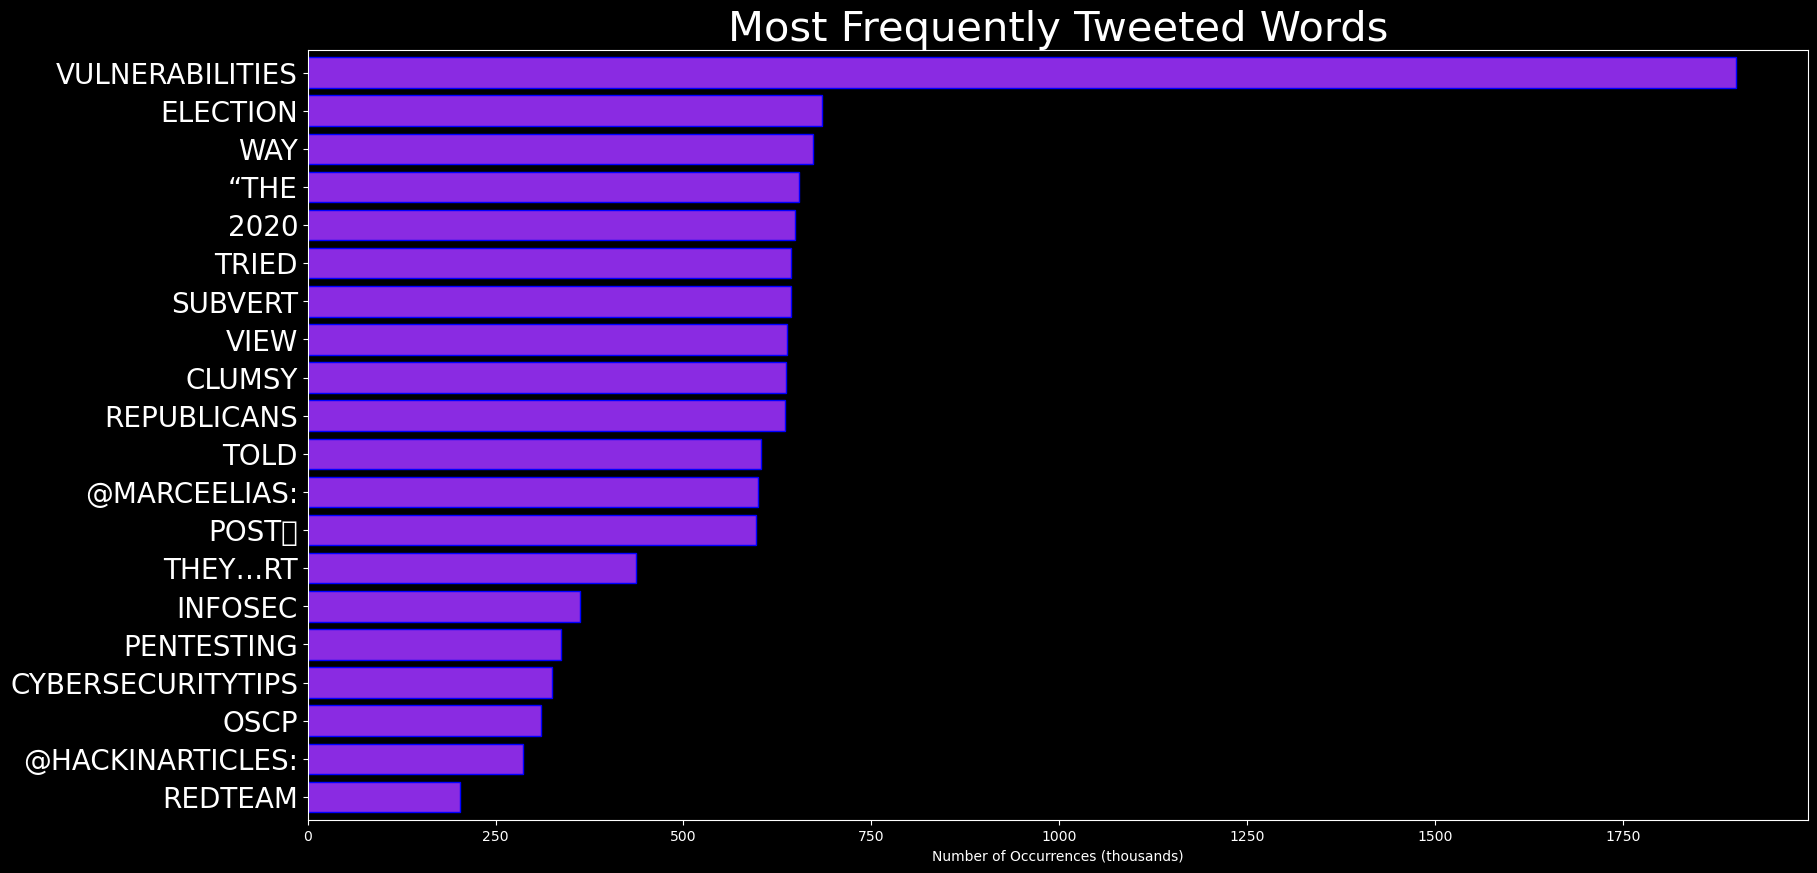 Most Frequently Tweeted Words
VULNERABILITIES
ELECTION
WAY
“THE
2020
TRIED
SUBVERT
VIEW
CLUMSY
REPUBLICANS
TOLD
@MARCEELIAS:
POST▯
THEY…RT
INFOSEC
PENTESTING
CYBERSECURITYTIPS
OSCP
@HACKINARTICLES:
REDTEAM
0 250 500 750 1000 1250 1500 1750
Number of Occurrences (thousands)